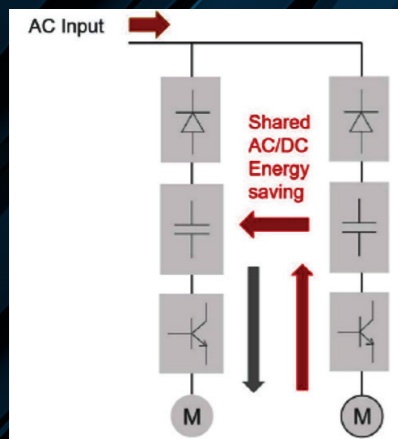 AC Input
Shared
AC/DC
Energy
saving
M
M